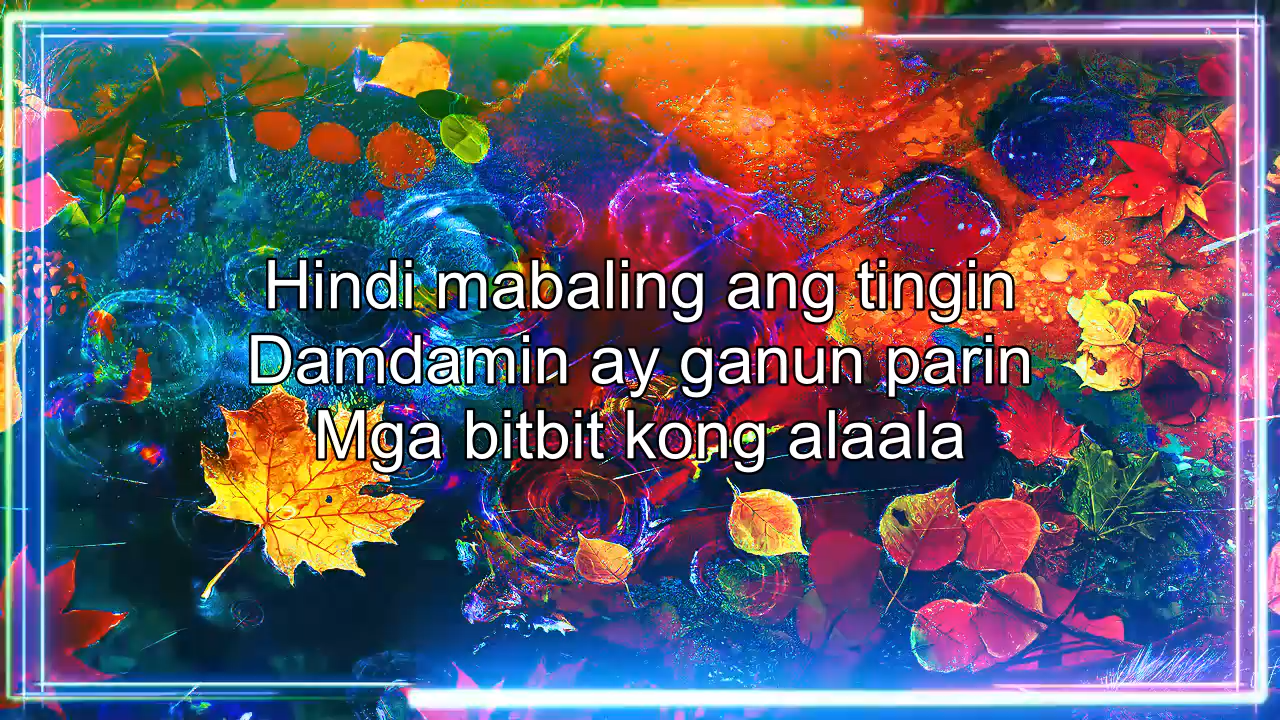 Hindi mabaling ang tingin
Damdamin ay ganun parin
Mga bitbit kong alaala